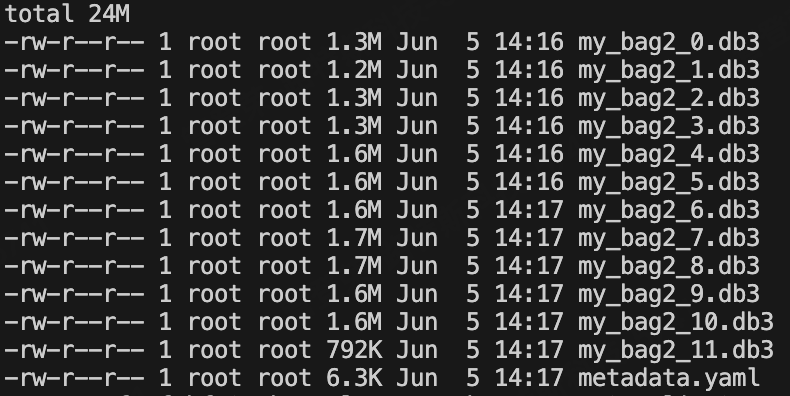 total 24M
-rw-r--r-- 1 root root 1.3M Jun  5 14:16 my_bag2_0.db3
-rw-r--r-- 1 root root 1.2M Jun  5 14:16 my_bag2_1.db3
-rw-r--r-- 1 root root 1.3M Jun  5 14:16 my_bag2_2.db3
-rw-r--r-- 1 root root 1.3M Jun  5 14:16 my_bag2_3.db3
-rw-r--r-- 1 root root 1.6M Jun  5 14:16 my_bag2_4.db3
-rw-r--r-- 1 root root 1.6M Jun  5 14:16 my_bag2_5.db3
-rw-r--r-- 1 root root 1.6M Jun  5 14:17 my_bag2_6.db3
-rw-r--r-- 1 root root 1.7M Jun  5 14:17 my_bag2_7.db3
-rw-r--r-- 1 root root 1.7M Jun  5 14:17 my_bag2_8.db3
-rw-r--r-- 1 root root 1.6M Jun  5 14:17 my_bag2_9.db3
-rw-r--r-- 1 root root 1.6M Jun  5 14:17 my_bag2_10.db3
-rw-r--r-- 1 root root 792K Jun  5 14:17 my_bag2_11.db3
-rw-r--r-- 1 root root 6.3K Jun  5 14:17 metadata.yaml